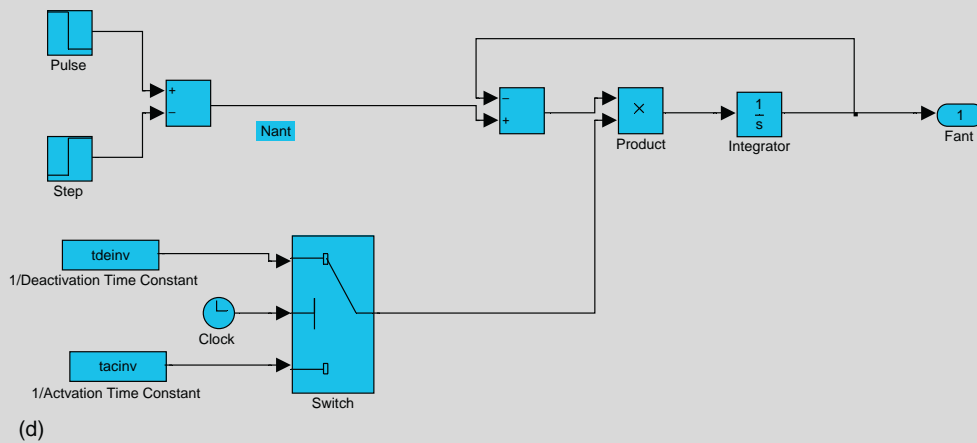 Pulse
+
−
Nant
Step
−
+
×
Product
1
s
Integrator
1
Fant
tdeinv
1/Deactivation Time Constant
Clock
tacinv
1/Actvation Time Constant
Switch
(d)